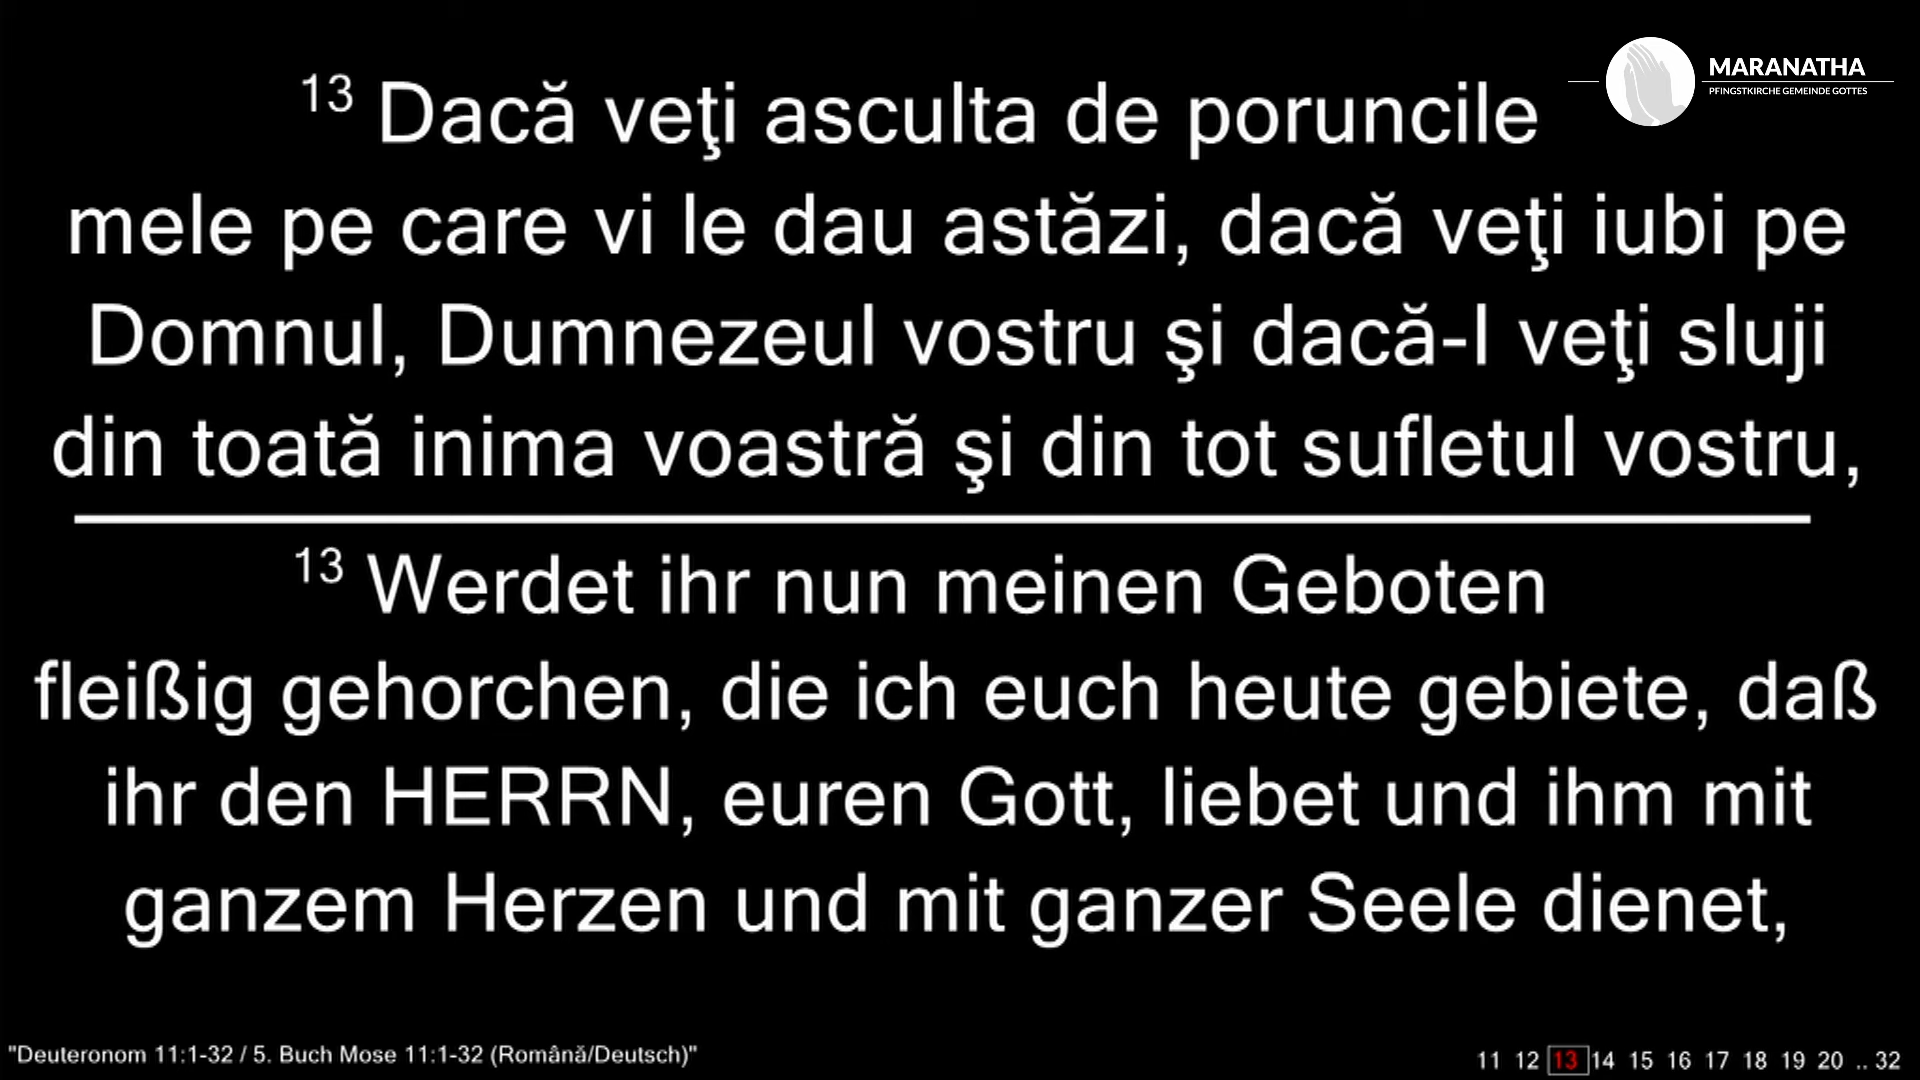 MARANATHA
PFINGSTKIRCHE GEMEINDE GOTTES
13 Dacă veţi asculta de poruncile
mele pe care vi le dau astăzi, dacă veţi iubi pe
Domnul, Dumnezeul vostru şi dacă-l veţi sluji
din toată inima voastră şi din tot sufletul vostru,
13 Werdet ihr nun meinen Geboten
fleißig gehorchen, die ich euch heute gebiete, daß
ihr den HERRN, euren Gott, liebet und ihm mit
ganzem Herzen und mit ganzer Seele dienet,
"Deuteronom 11:1-32 / 5. Buch Mose 11:1-32 (Română/Deutsch)"
11 12 13 14 15 16 17 18 19 20 .. 32